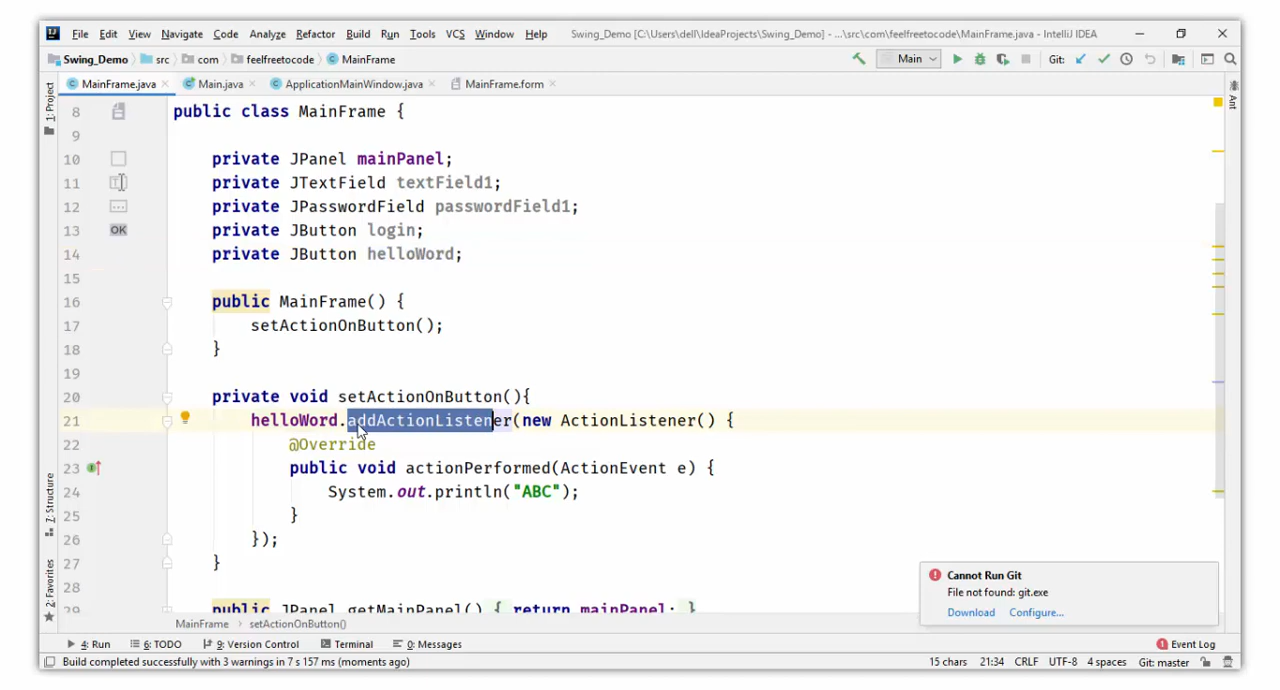 File Edit View Navigate Code Analyze Refactor Build Run Tools VCS Window Help Swing_Demo [C:\Users\dell\IdeaProjects\Swing_Demo] - ...\src\com\feelfreetocode\MainFrame.java - IntelliJ IDEA
Swing_Demo src com feelfreetocode MainFrame Main Git:
MainFrame.java Main.java ApplicationMainWindow.java MainFrame.form
1: Project
Ant
8 public class MainFrame {
9
10 private JPanel mainPanel;
11 private JTextField textField1;
12 private JPasswordField passwordField1;
13 OK private JButton login;
14 private JButton helloWord;
15
16 public MainFrame() {
17 setActionOnButton();
18 }
19
20 private void setActionOnButton(){
21 helloWord.addActionListener(new ActionListener() {
22 @Override
23 public void actionPerformed(ActionEvent e) {
24 System.out.println("ABC");
25 }
26 });
27 }
28
29 public JPanel getMainPanel() { return mainPanel; }
7: Structure
2: Favorites
Cannot Run Git
File not found: git.exe
Download Configure...
MainFrame > setActionOnButton()
4: Run 6: TODO 9: Version Control Terminal 0: Messages 1 Event Log
Build completed successfully with 3 warnings in 7 s 157 ms (moments ago) 15 chars 21:34 CRLF UTF-8 4 spaces Git: master